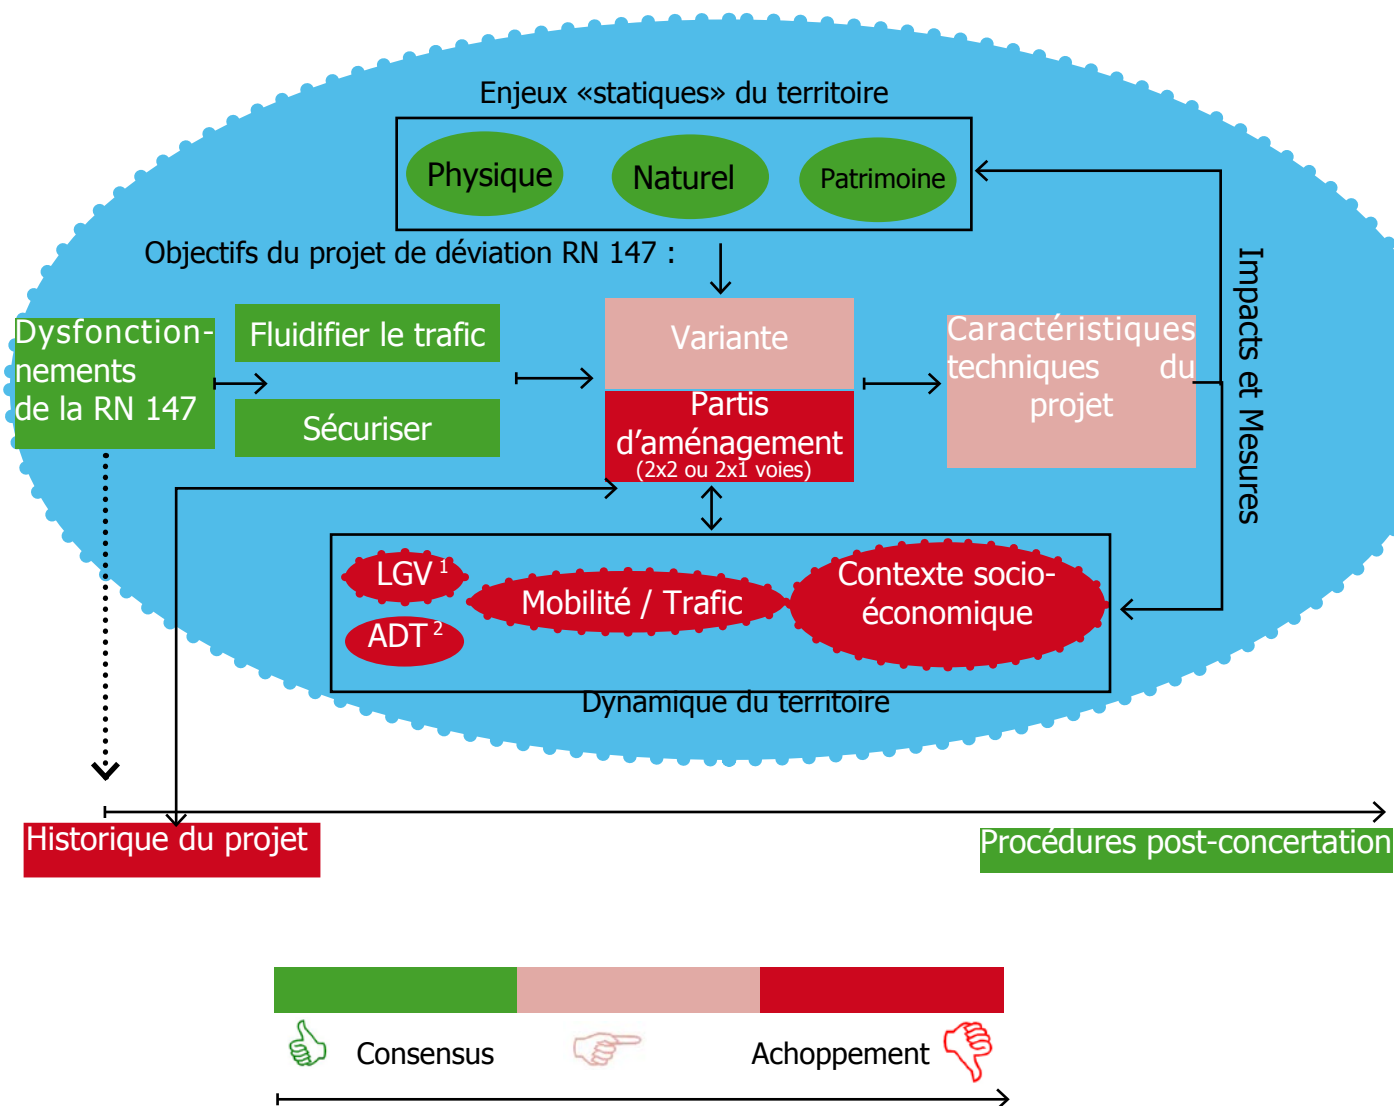 Enjeux «statiques» du territoire
Physique
Naturel
Patrimoine
Objectifs du projet de déviation RN 147 :
Dysfonction-
nements
de la RN 147
Fluidifier le trafic
Sécuriser
Variante
Partis
d’aménagement
(2x2 ou 2x1 voies)
Caractéristiques
techniques du
projet
Impacts et Mesures
LGV 1
ADT 2
Mobilité / Trafic
Contexte socio-
économique
Dynamique du territoire
Historique du projet
Procédures post-concertation
Consensus
Achoppement